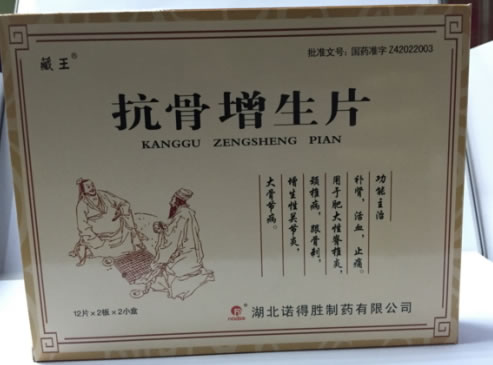 藏王®
批准文号：国药准字Z42022003
抗骨增生片
KANGGU ZENGSHENG PIAN
功能主治
补肾，活血，止痛。
用于肥大性脊椎炎，
颈椎病，跟骨刺，
增生性关节炎，
大骨节病。
12片×2板×2小盒
湖北诺得胜制药有限公司